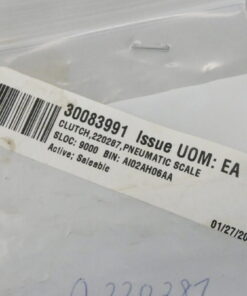 30083991 Issue UOM: EA
CLUTCH,220287,PNEUMATIC SCALE
SLOC: 9000 BIN: AI02AH06AA
Active; Saleable
01/27/20